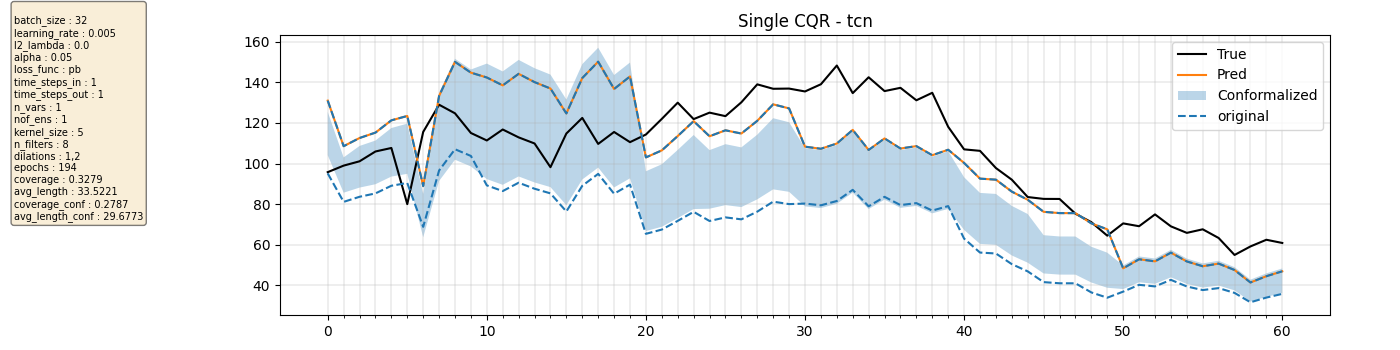 batch_size : 32
learning_rate : 0.005
l2_lambda : 0.0
alpha : 0.05
loss_func : pb
time_steps_in : 1
time_steps_out : 1
n_vars : 1
nof_ens : 1
kernel_size : 5
n_filters : 8
dilations : 1,2
epochs : 194
coverage : 0.3279
avg_length : 33.5221
coverage_conf : 0.2787
avg_length_conf : 29.6773
Single CQR - tcn
160
140
120
100
80
60
40
0 10 20 30 40 50 60
True
Pred
Conformalized
original